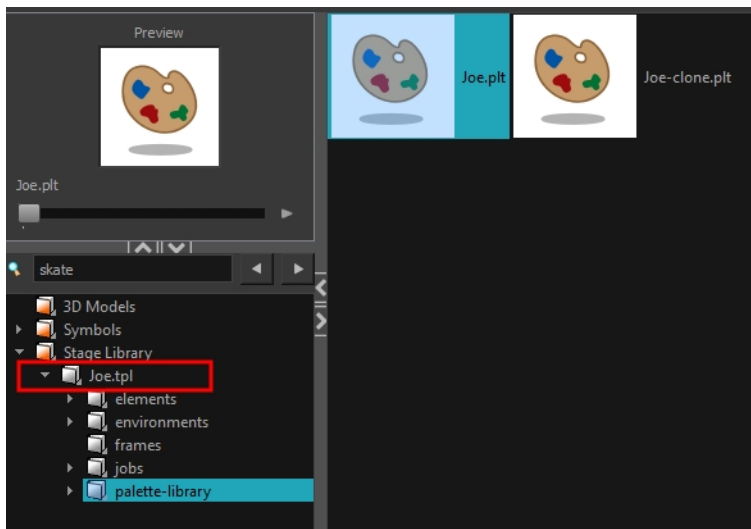 Preview
Joe.plt
skate
3D Models
Symbols
Stage Library
Joe.tpl
elements
environments
frames
jobs
palette-library
Joe.plt
Joe-clone.plt